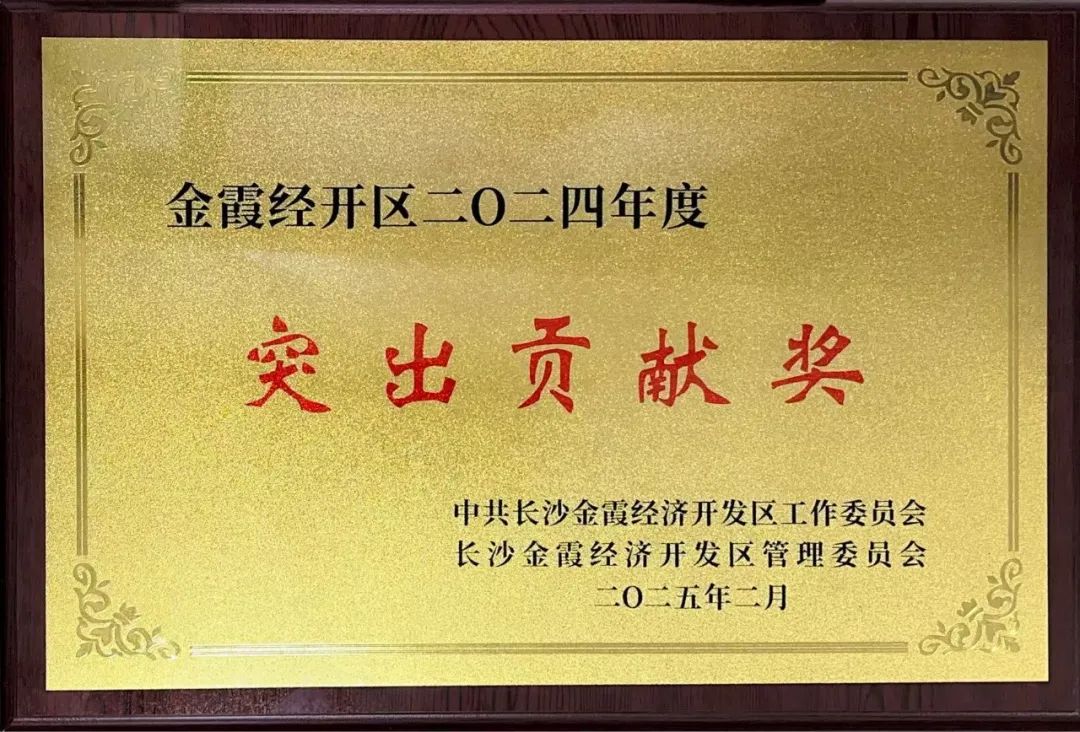 金霞经开区二〇二四年度
突出贡献奖
中共长沙金霞经济开发区工作委员会
长沙金霞经济开发区管理委员会
二〇二五年二月